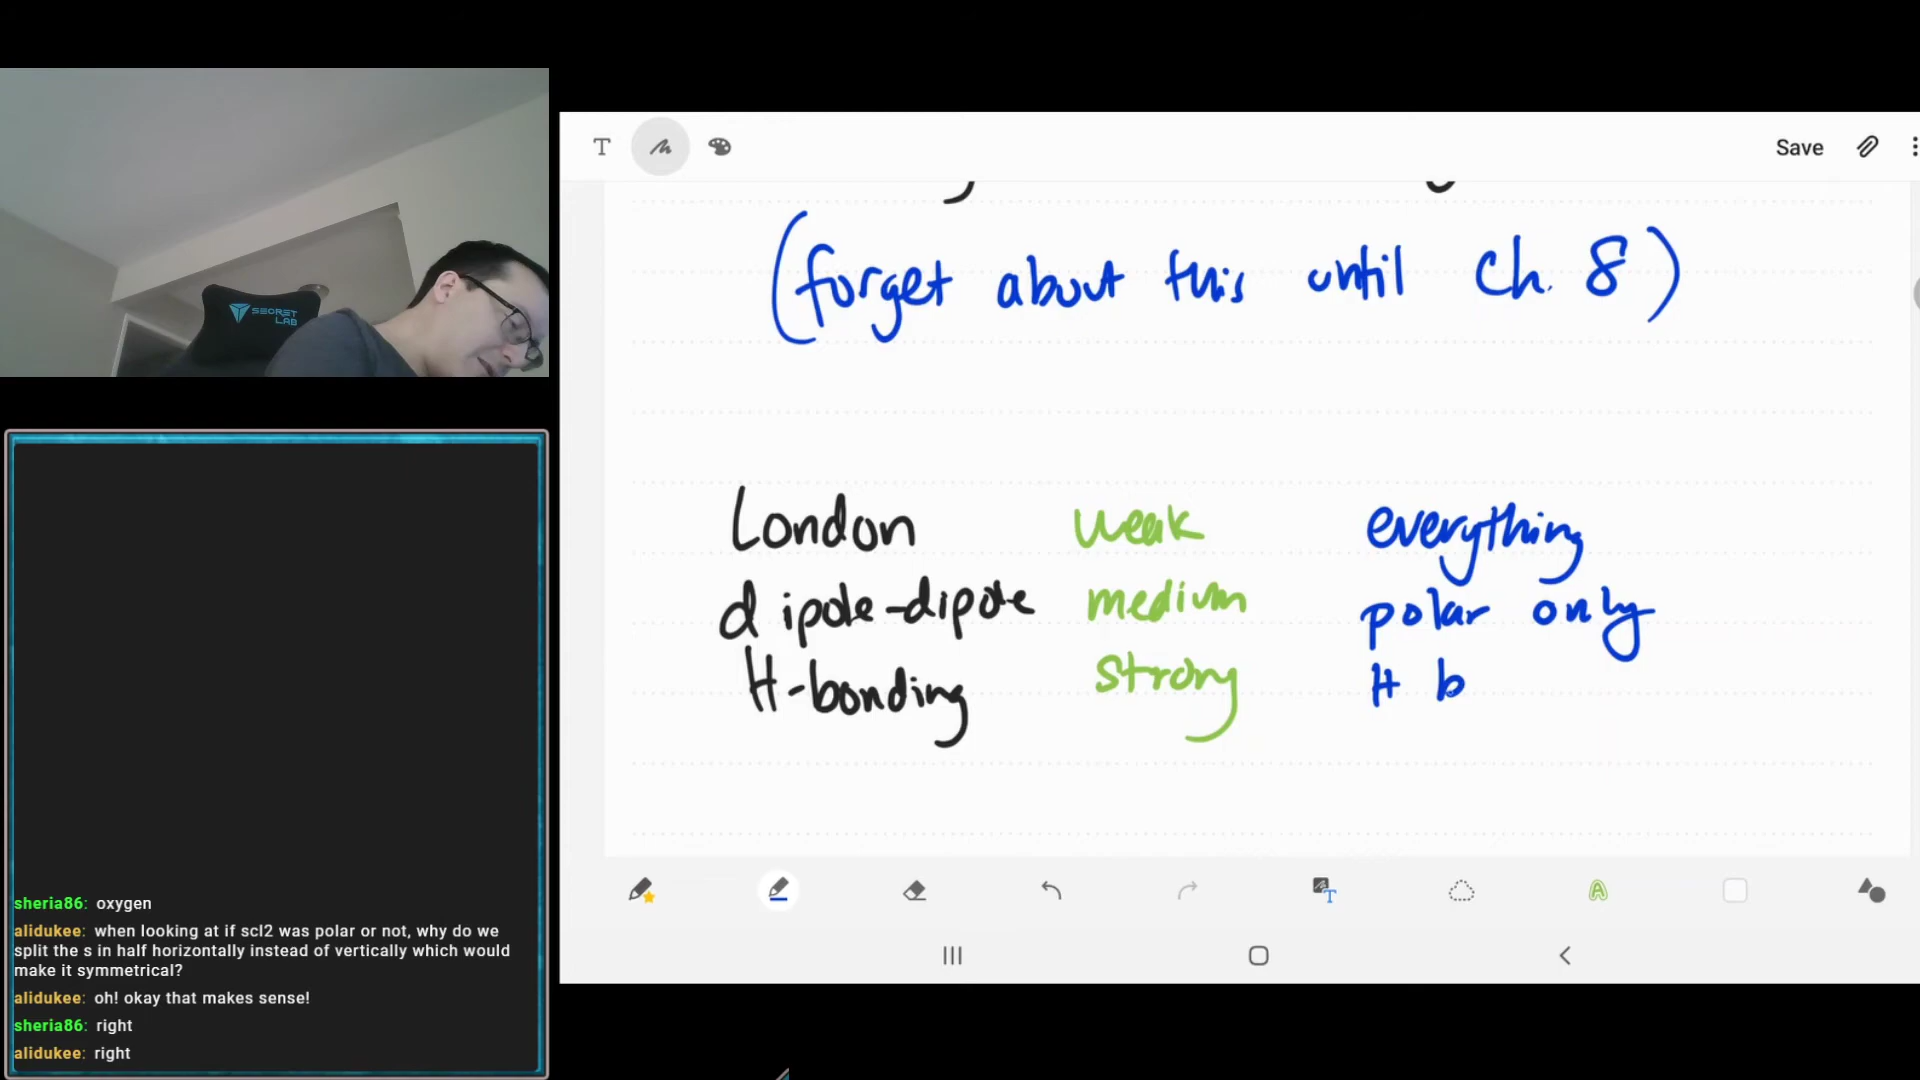 SECRET
LAB
T
Save
(forget about this until Ch. 8)
London weak everything
dipole-dipole medium polar only
H-bonding strong H b
T
A
sheria86: oxygen
alidukee: when looking at if scl2 was polar or not, why do we
split the s in half horizontally instead of vertically which would
make it symmetrical?
alidukee: oh! okay that makes sense!
sheria86: right
alidukee: right